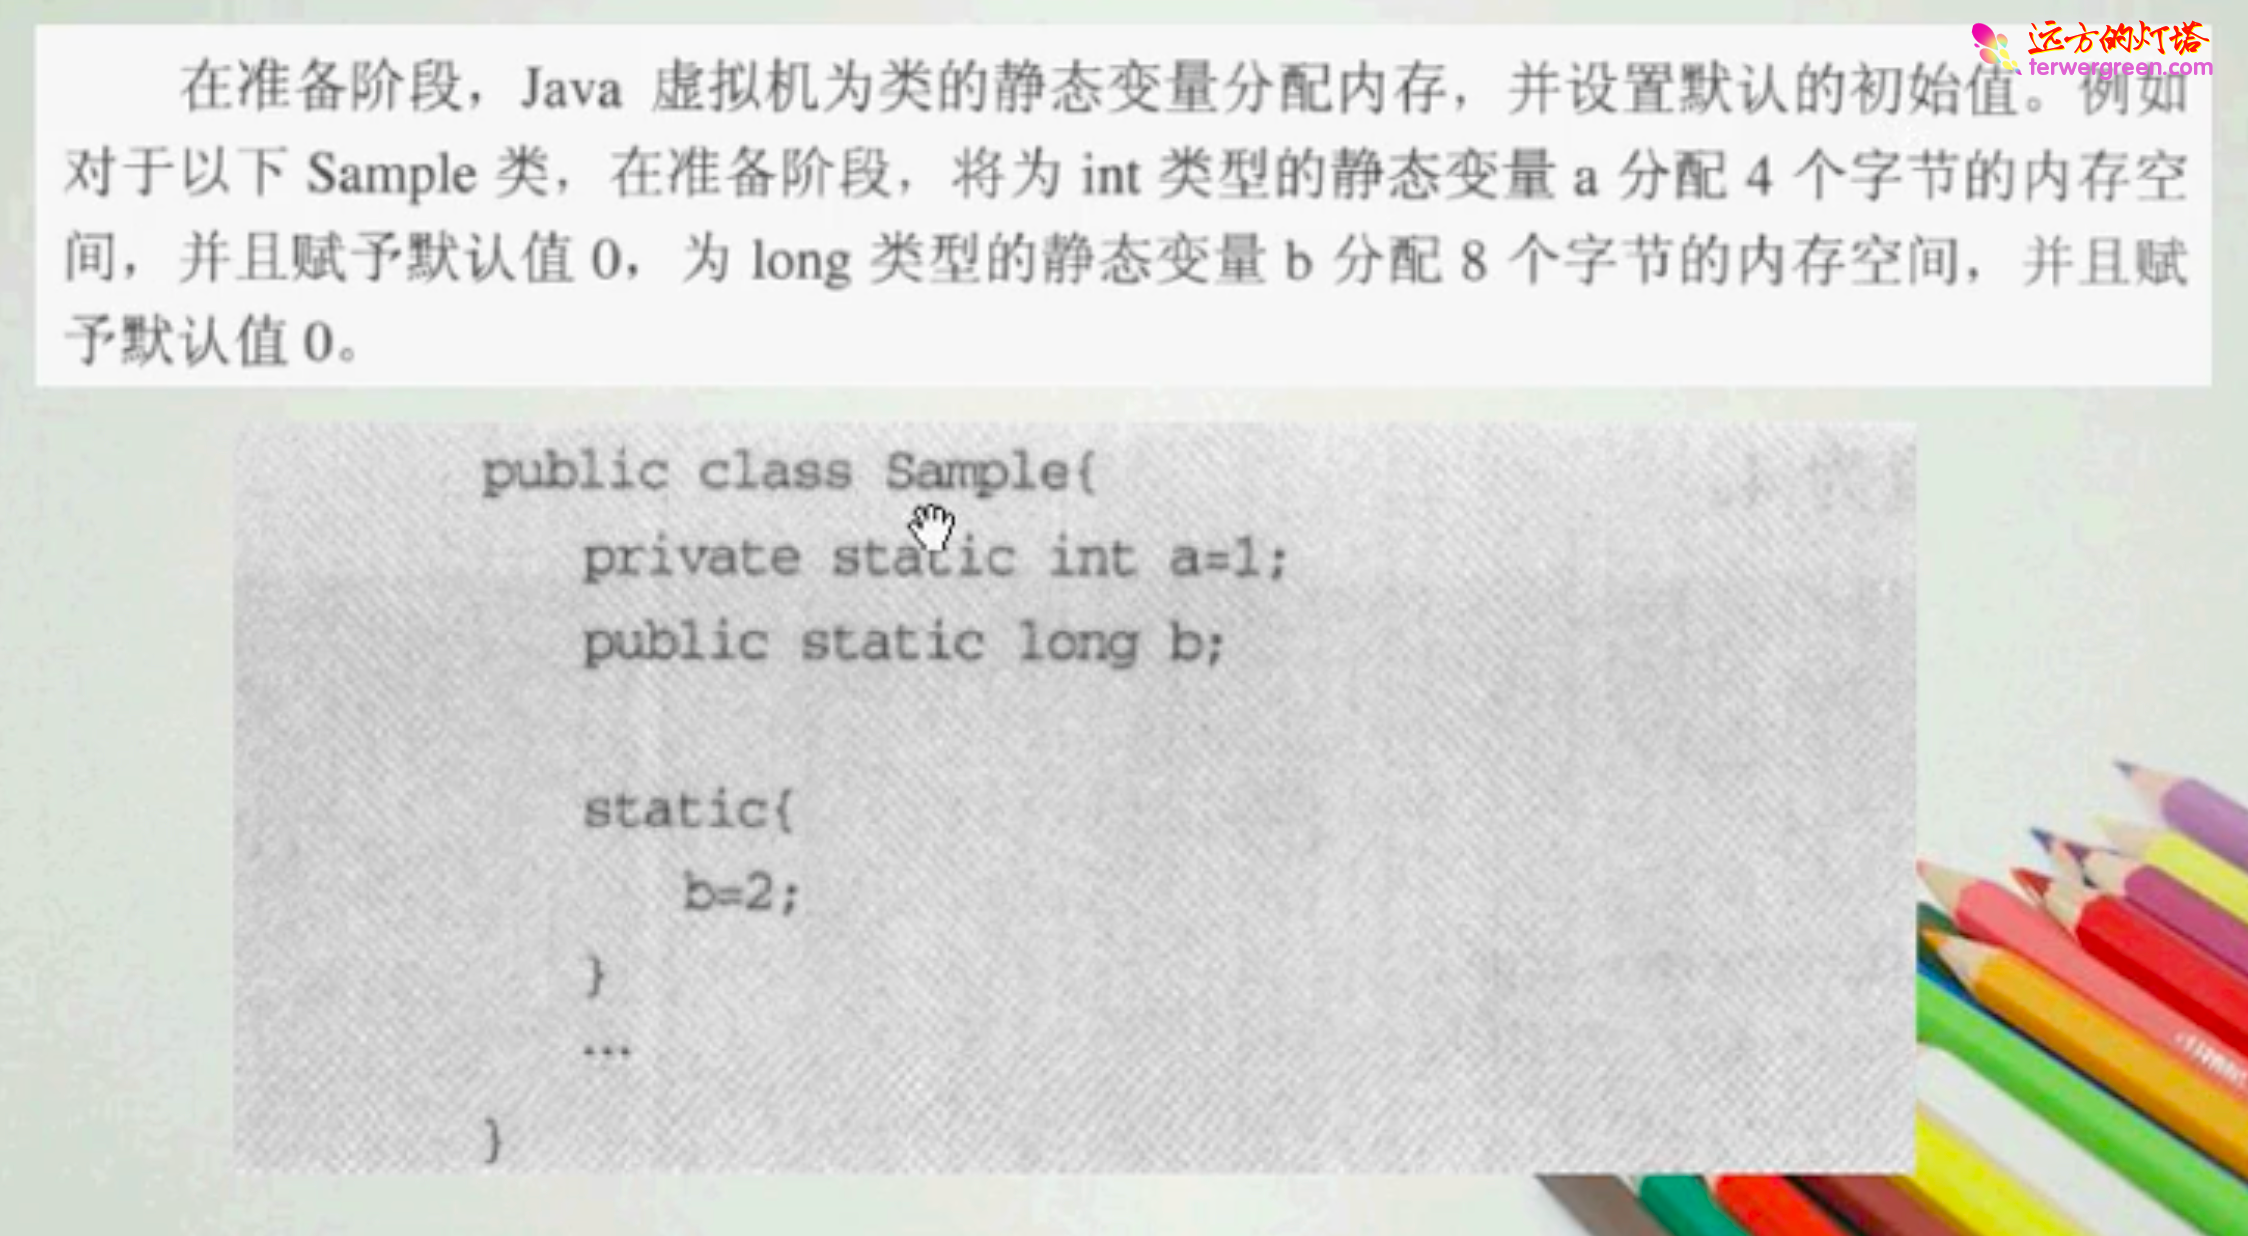 远方的灯塔
terwergreen.com
在准备阶段，Java 虚拟机为类的静态变量分配内存，并设置默认的初始值。例如
对于以下 Sample 类，在准备阶段，将为 int 类型的静态变量 a 分配 4 个字节的内存空
间，并且赋予默认值 0，为 long 类型的静态变量 b 分配 8 个字节的内存空间，并且赋
予默认值 0。
public class Sample{
private static int a=1;
public static long b;
static{
b=2;
}
...
}